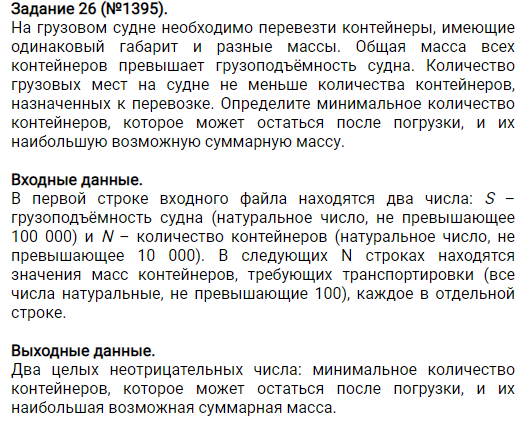 Задание 26 (№1395).
На грузовом судне необходимо перевезти контейнеры, имеющие
одинаковый габарит и разные массы. Общая масса всех
контейнеров превышает грузоподъёмность судна. Количество
грузовых мест на судне не меньше количества контейнеров,
назначенных к перевозке. Определите минимальное количество
контейнеров, которое может остаться после погрузки, и их
наибольшую возможную суммарную массу.
Входные данные.
В первой строке входного файла находятся два числа: S –
грузоподъёмность судна (натуральное число, не превышающее
100 000) и N – количество контейнеров (натуральное число, не
превышающее 10 000). В следующих N строках находятся
значения масс контейнеров, требующих транспортировки (все
числа натуральные, не превышающие 100), каждое в отдельной
строке.
Выходные данные.
Два целых неотрицательных числа: минимальное количество
контейнеров, которое может остаться после погрузки, и их
наибольшая возможная суммарная масса.